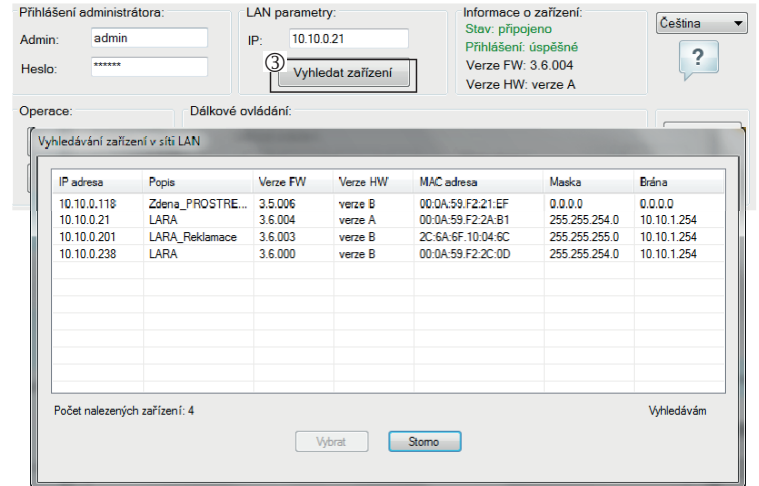 Přihlášení administrátora:
LAN parametry:
Informace o zařízení:
Admin: admin
IP: 10.10.0.21
Stav: připojeno
Přihlášení: úspěšné
Čeština
Heslo: ******
③ Vyhledat zařízení
Verze FW: 3.6.004
Verze HW: verze A
?
Operace:
Dálkové ovládání:
Vyhledávání zařízení v síti LAN
IP adresa Popis Verze FW Verze HW MAC adresa Maska Brána
10.10.0.118 Zdena_PROSTRE... 3.5.006 verze B 00:0A:59:F2:21:EF 0.0.0.0 0.0.0.0
10.10.0.21 LARA 3.6.004 verze A 00:0A:59:F2:2A:B1 255.255.254.0 10.10.1.254
10.10.0.201 LARA_Reklamace 3.6.003 verze B 2C:6A:6F:10:04:6C 255.255.255.0 10.10.1.254
10.10.0.238 LARA 3.6.000 verze B 00:0A:59:F2:2C:0D 255.255.254.0 10.10.1.254
Počet nalezených zařízení: 4
Vyhledávám
Vybrat
Storno